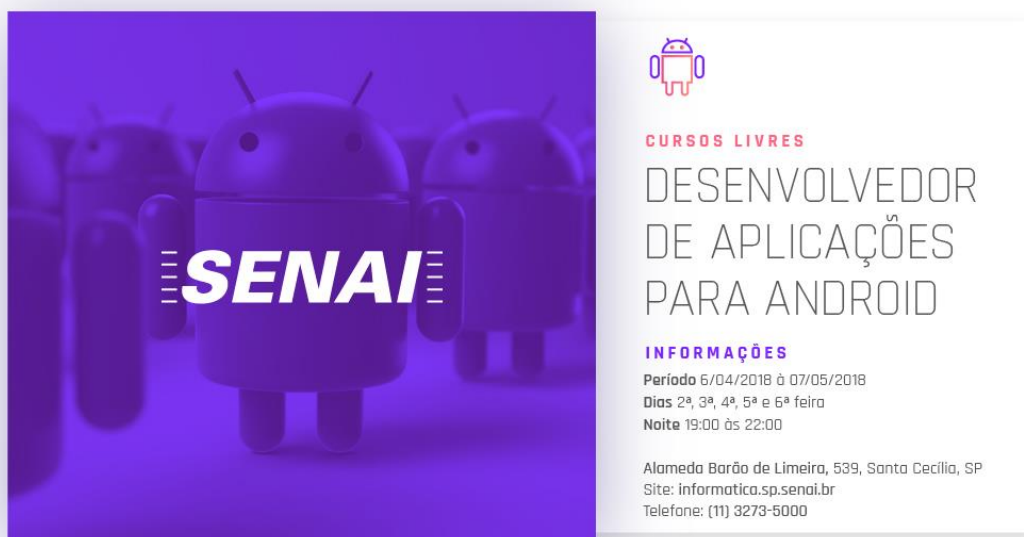 SENAI
CURSOS LIVRES
DESENVOLVEDOR
DE APLICAÇÕES
PARA ANDROID
INFORMAÇÕES
Período 6/04/2018 à 07/05/2018
Dias 2ª, 3ª, 4ª, 5ª e 6ª feira
Noite 19:00 às 22:00
Alameda Barão de Limeira, 539, Santa Cecília, SP
Site: informatica.sp.senai.br
Telefone: (11) 3273-5000